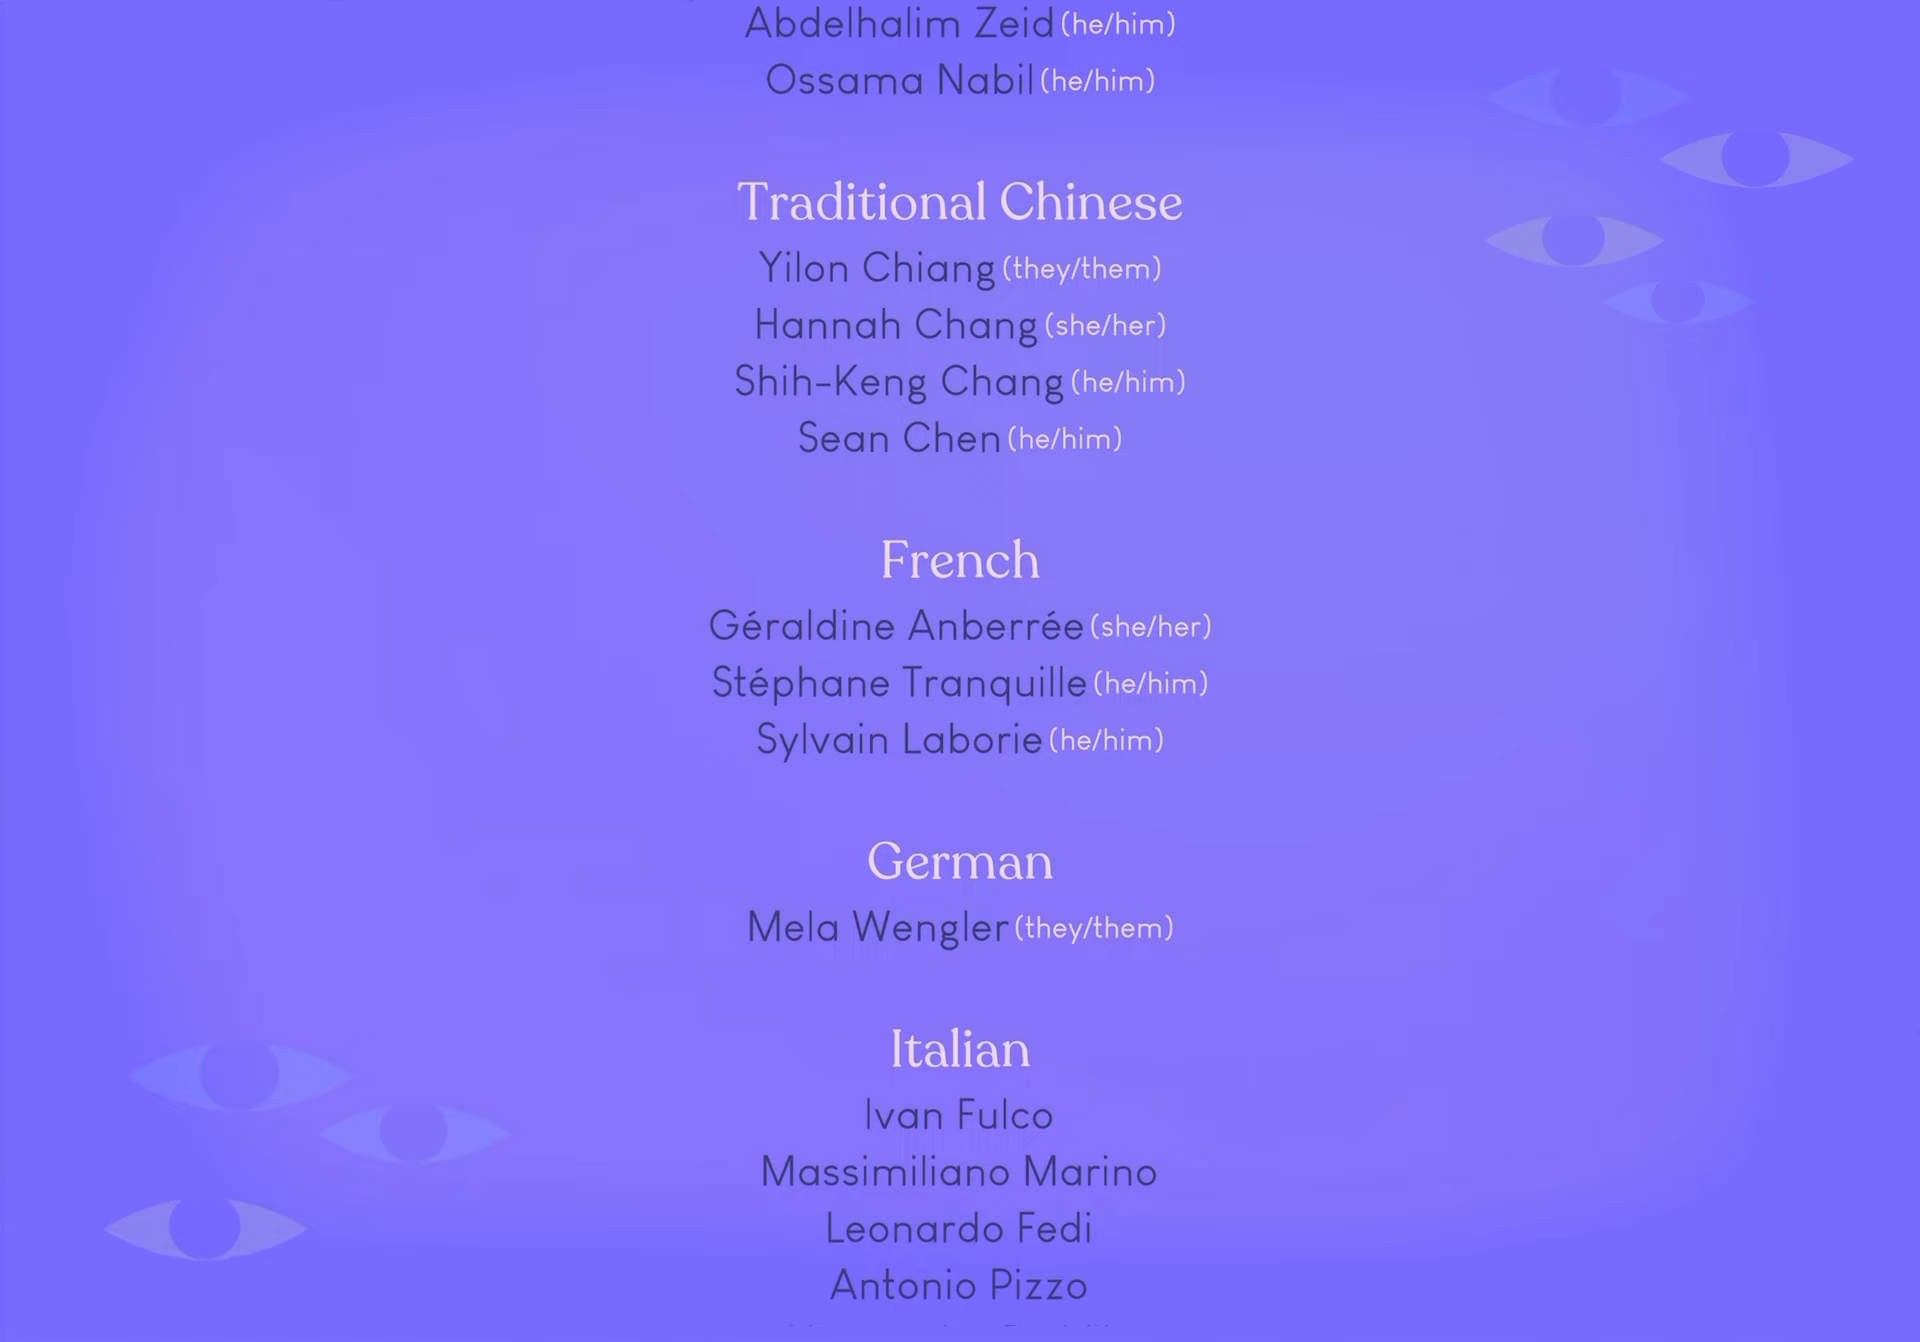 Abdelhalim Zeid (he/him)
Ossama Nabil (he/him)
Traditional Chinese
Yilon Chiang (they/them)
Hannah Chang (she/her)
Shih-Keng Chang (he/him)
Sean Chen (he/him)
French
Géraldine Anberrée (she/her)
Stéphane Tranquille (he/him)
Sylvain Laborie (he/him)
German
Mela Wengler (they/them)
Italian
Ivan Fulco
Massimiliano Marino
Leonardo Fedi
Antonio Pizzo